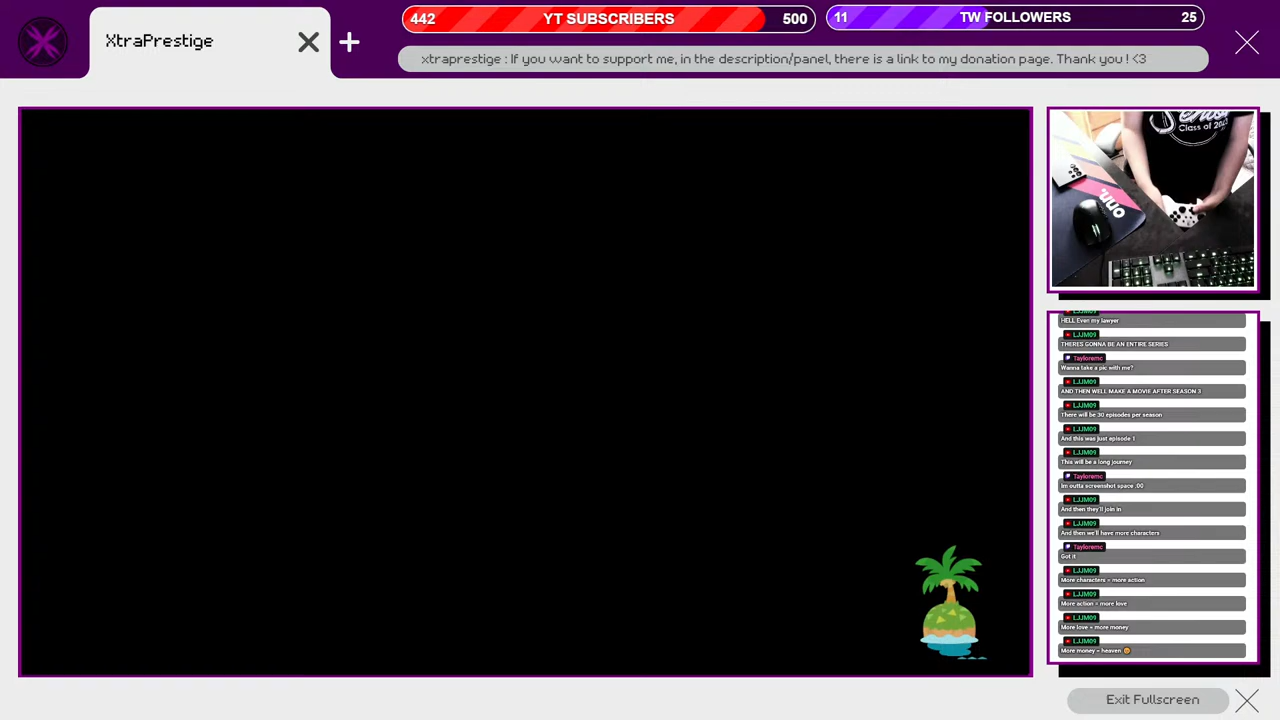 XtraPrestige
442 YT SUBSCRIBERS 500
11 TW FOLLOWERS 25
xtraprestige : If you want to support me, in the description/panel, there is a link to my donation page. Thank you ! <3
Senior
Class of 202
onn.
LJJM09
HELL Even my lawyer
LJJM09
THERES GONNA BE AN ENTIRE SERIES
Tayloremc
Wanna take a pic with me?
LJJM09
AND THEN WELL MAKE A MOVIE AFTER SEASON 3
LJJM09
There will be 30 episodes per season
LJJM09
And this was just episode 1
LJJM09
This will be a long journey
Tayloremc
Im outta screenshot space .00
LJJM09
And then they'll join in
LJJM09
And then we'll have more characters
Tayloremc
Got it
LJJM09
More characters = more action
LJJM09
More action = more love
LJJM09
More love = more money
LJJM09
More money = heaven
Exit Fullscreen